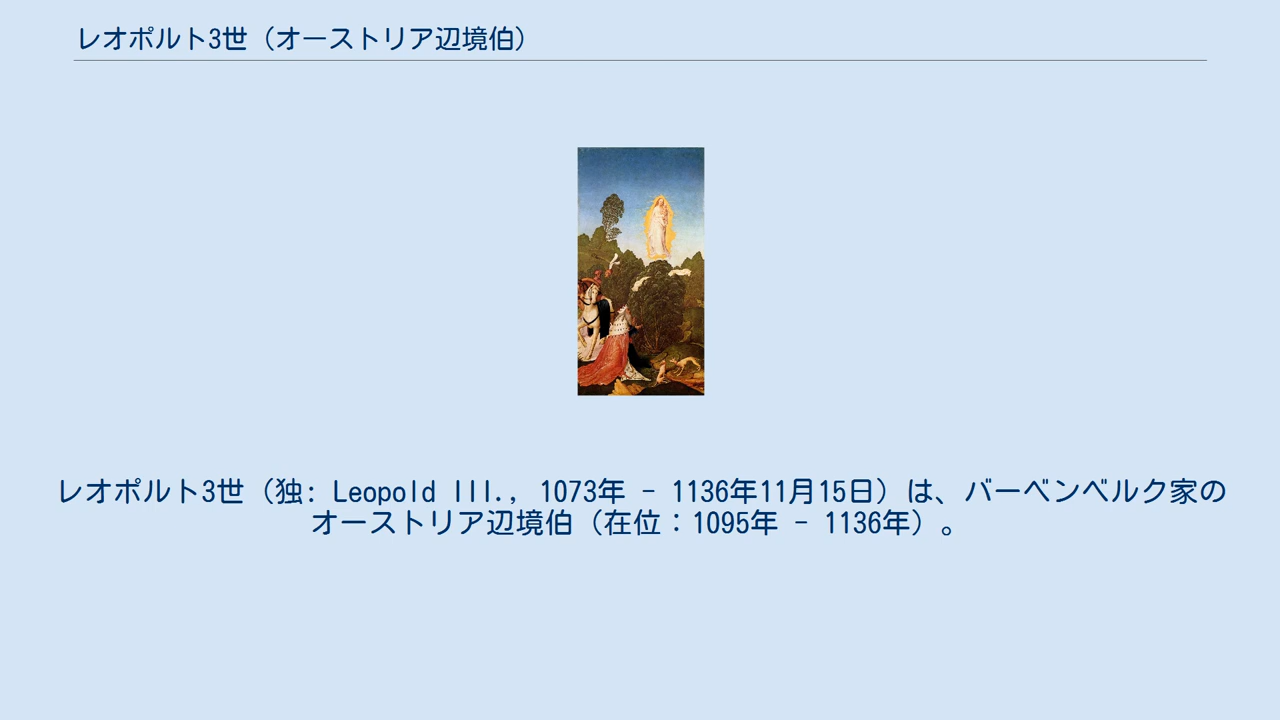 レオポルト3世（オーストリア辺境伯）
レオポルト3世（独: Leopold III., 1073年 - 1136年11月15日）は、バーベンベルク家の
オーストリア辺境伯（在位：1095年 - 1136年）。